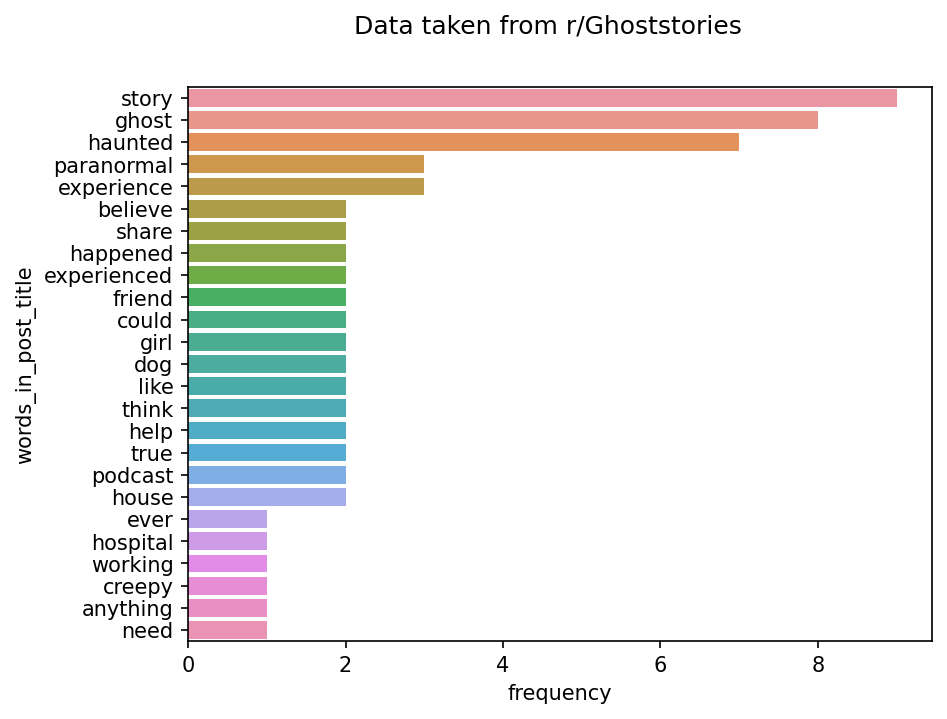 Data taken from r/Ghoststories
words_in_post_title
story
ghost
haunted
paranormal
experience
believe
share
happened
experienced
friend
could
girl
dog
like
think
help
true
podcast
house
ever
hospital
working
creepy
anything
need
0 2 4 6 8
frequency